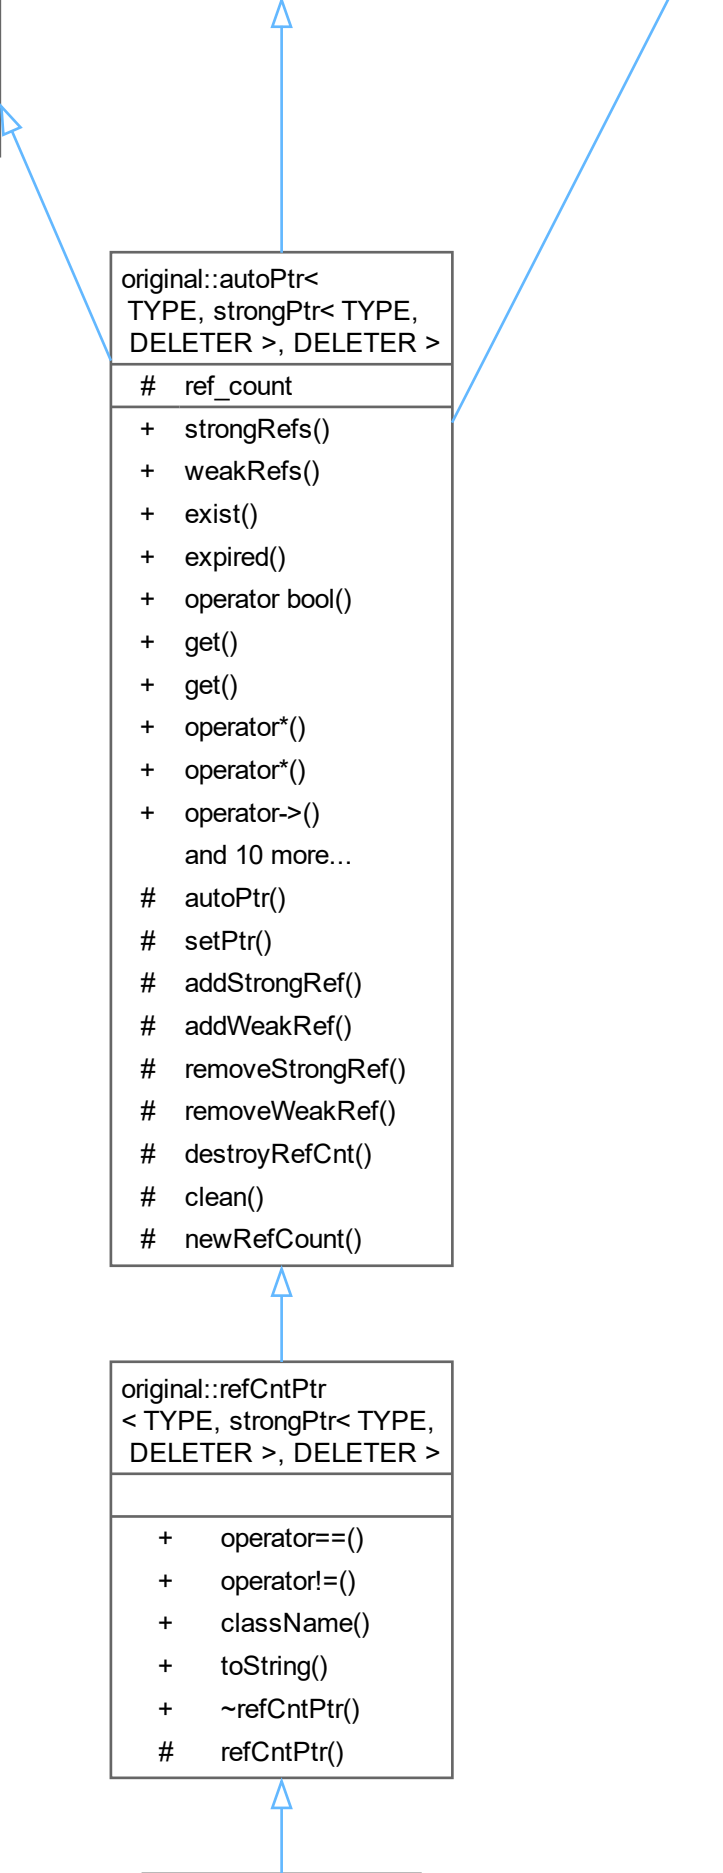 original::autoPtr<
TYPE, strongPtr< TYPE,
DELETER >, DELETER >
# ref_count
+ strongRefs()
+ weakRefs()
+ exist()
+ expired()
+ operator bool()
+ get()
+ get()
+ operator*()
+ operator*()
+ operator->()
and 10 more...
# autoPtr()
# setPtr()
# addStrongRef()
# addWeakRef()
# removeStrongRef()
# removeWeakRef()
# destroyRefCnt()
# clean()
# newRefCount()
original::refCntPtr
< TYPE, strongPtr< TYPE,
DELETER >, DELETER >
+ operator==()
+ operator!=()
+ className()
+ toString()
+ ~refCntPtr()
# refCntPtr()